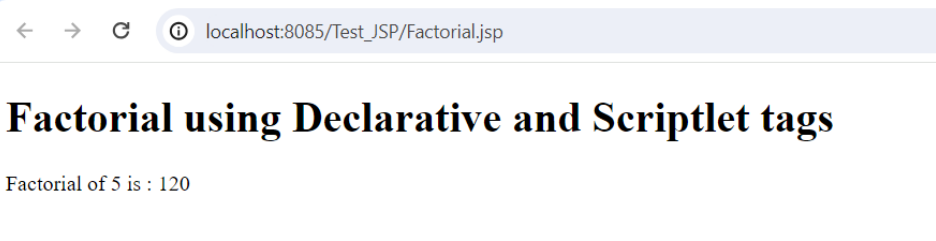 localhost:8085/Test_JSP/Factorial.jsp
Factorial using Declarative and Scriptlet tags
Factorial of 5 is : 120